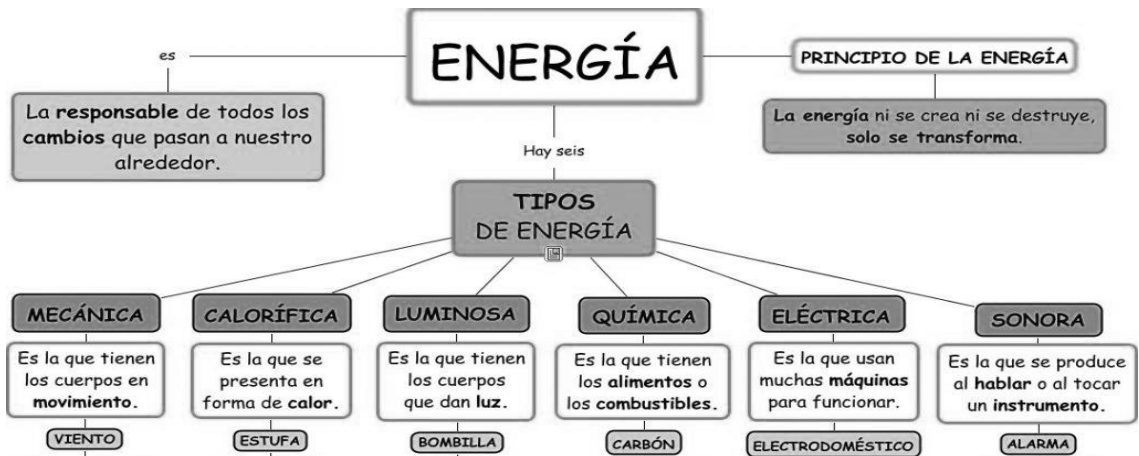 ENERGÍA
es
La responsable de todos los
cambios que pasan a nuestro
alrededor.
PRINCIPIO DE LA ENERGÍA
La energía ni se crea ni se destruye,
solo se transforma.
Hay seis
TIPOS
DE ENERGÍA
MECÁNICA
Es la que tienen
los cuerpos en
movimiento.
VIENTO
CALORÍFICA
Es la que se
presenta en
forma de calor.
ESTUFA
LUMINOSA
Es la que tienen
los cuerpos
que dan luz.
BOMBILLA
QUÍMICA
Es la que tienen
los alimentos o
los combustibles.
CARBÓN
ELÉCTRICA
Es la que usan
muchas máquinas
para funcionar.
ELECTRODOMÉSTICO
SONORA
Es la que se produce
al hablar o al tocar
un instrumento.
ALARMA